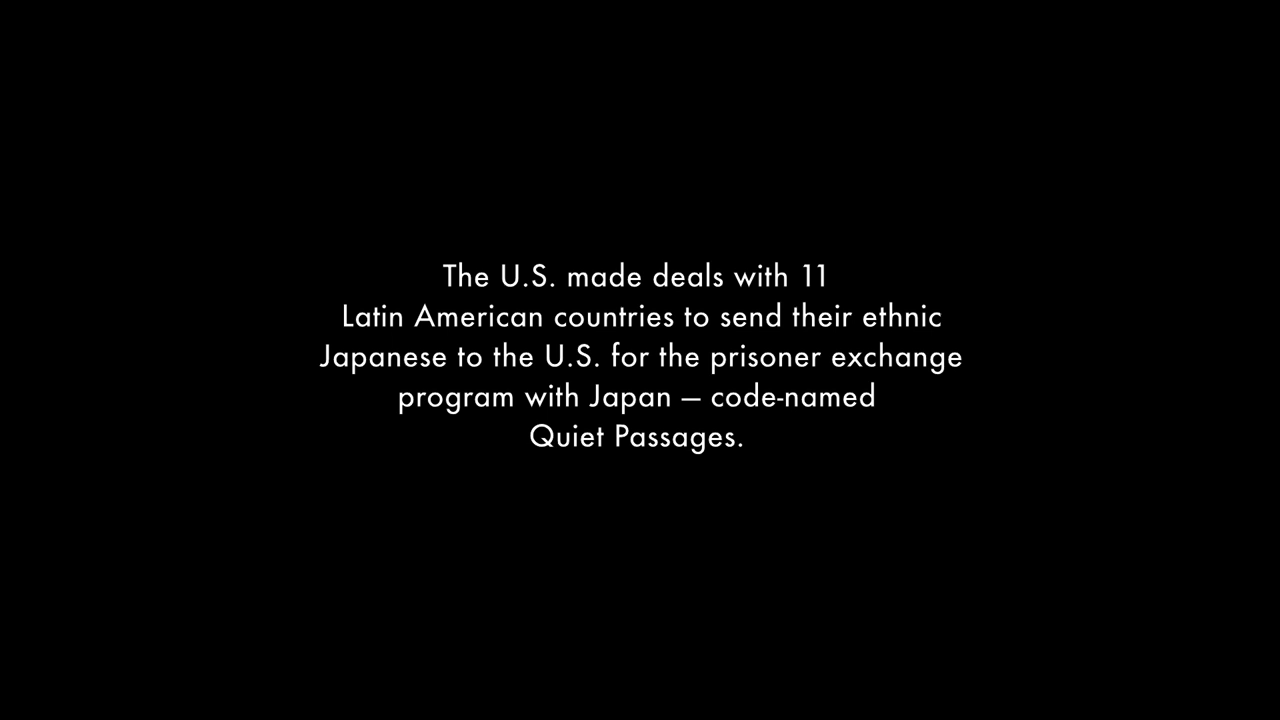 The U.S. made deals with 11
Latin American countries to send their ethnic
Japanese to the U.S. for the prisoner exchange
program with Japan — code-named
Quiet Passages.